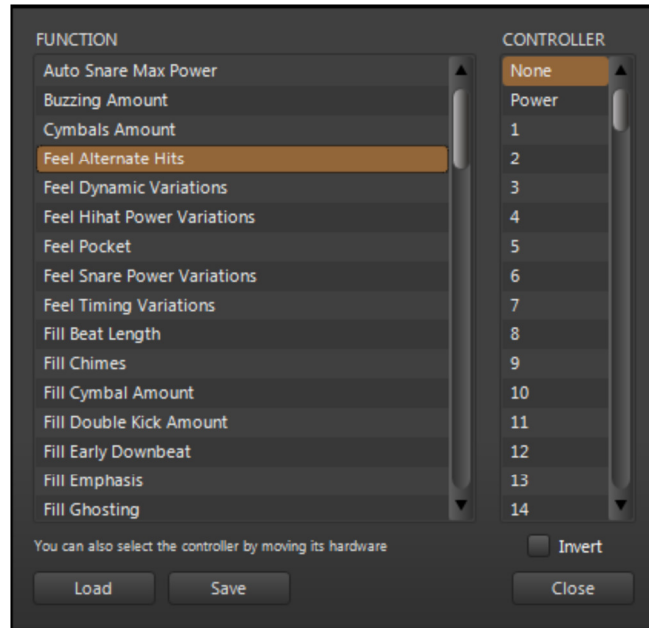 FUNCTION
Auto Snare Max Power
Buzzing Amount
Cymbals Amount
Feel Alternate Hits
Feel Dynamic Variations
Feel Hihat Power Variations
Feel Pocket
Feel Snare Power Variations
Feel Timing Variations
Fill Beat Length
Fill Chimes
Fill Cymbal Amount
Fill Double Kick Amount
Fill Early Downbeat
Fill Emphasis
Fill Ghosting
CONTROLLER
None
Power
1
2
3
4
5
6
7
8
9
10
11
12
13
14
You can also select the controller by moving its hardware
Invert
Load
Save
Close